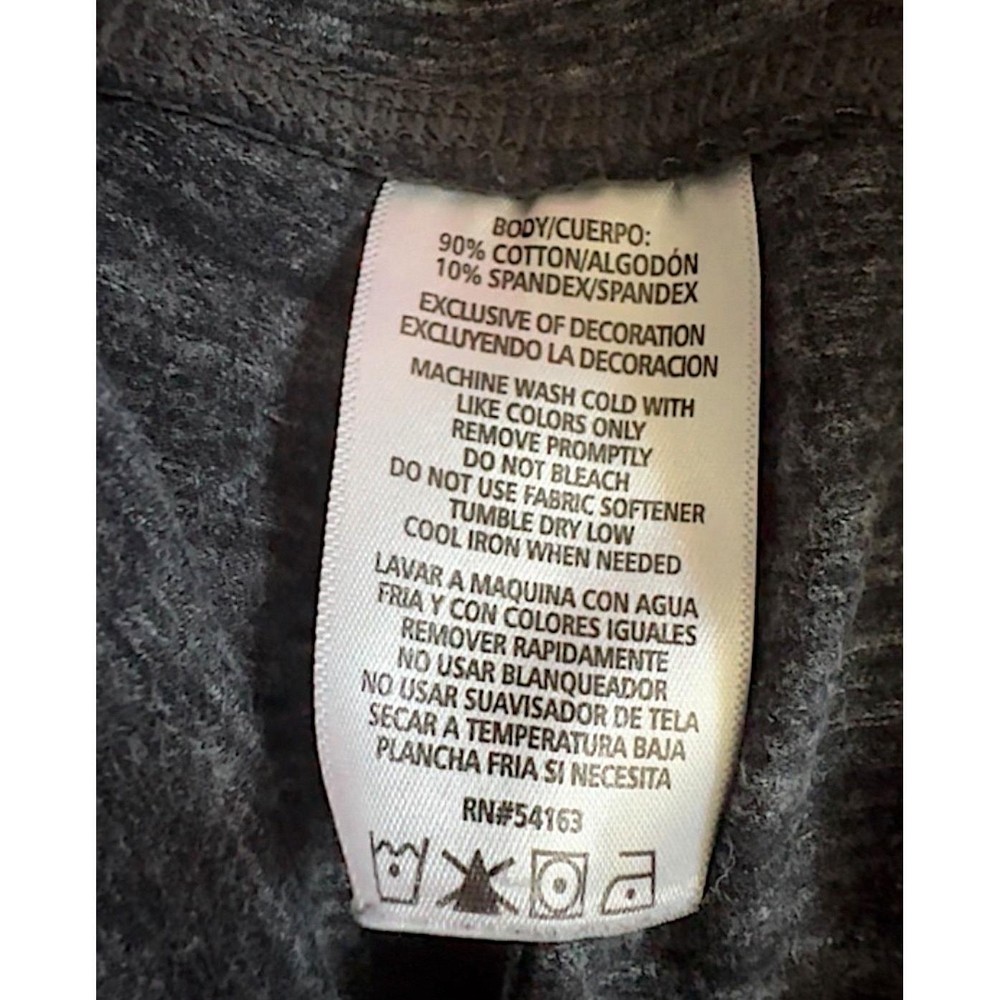 BODY/CUERPO:
90% COTTON/ALGODÓN
10% SPANDEX/SPANDEX
EXCLUSIVE OF DECORATION
EXCLUYENDO LA DECORACION
MACHINE WASH COLD WITH
LIKE COLORS ONLY
REMOVE PROMPTLY
DO NOT BLEACH
DO NOT USE FABRIC SOFTENER
TUMBLE DRY LOW
COOL IRON WHEN NEEDED
LAVAR A MAQUINA CON AGUA
FRIA Y CON COLORES IGUALES
REMOVER RAPIDAMENTE
NO USAR BLANQUEADOR
NO USAR SUAVISADOR DE TELA
SECAR A TEMPERATURA BAJA
PLANCHA FRIA SI NECESITA
RN#54163